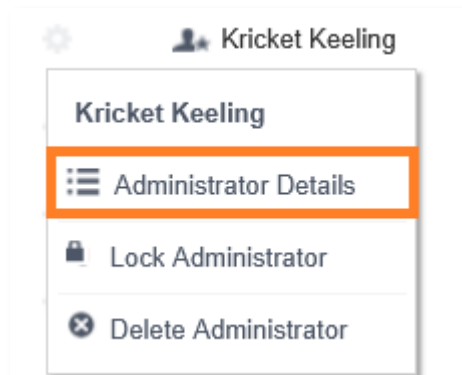 Kricket Keeling
Kricket Keeling
Administrator Details
Lock Administrator
Delete Administrator